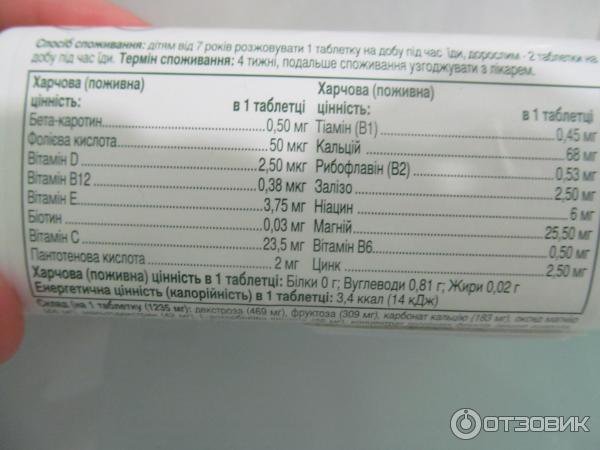 Спосіб споживання: дітям від 7 років розжовувати 1 таблетку на добу під час їди, дорослим - 2 таблетки на
добу під час їди. Термін споживання: 4 тижні, подальше споживання узгоджувати з лікарем.
Харчова (поживна)
цінність: в 1 таблетці
Бета-каротин 0,50 мг
Фолієва кислота 50 мкг
Вітамін D 2,50 мкг
Вітамін B12 0,38 мкг
Вітамін E 3,75 мг
Біотин 0,03 мг
Вітамін C 23,5 мг
Пантотенова кислота 2 мг
Харчова (поживна)
цінність: в 1 таблетці
Тіамін (B1) 0,45 мг
Кальцій 68 мг
Рибофлавін (B2) 0,53 мг
Залізо 2,50 мг
Ніацин 6 мг
Магній 25,50 мг
Вітамін B6 0,50 мг
Цинк 2,50 мг
Харчова (поживна) цінність в 1 таблетці: Білки 0 г; Вуглеводи 0,81 г; Жири 0,02 г
Енергетична цінність (калорійність) в 1 таблетці: 3,4 ккал (14 кДж)
Склад (на 1 таблетку (1235 мг): декстроза (469 мг), фруктоза (309 мг), карбонат кальцію (183 мг), оксид магнію
ОТЗОВИК